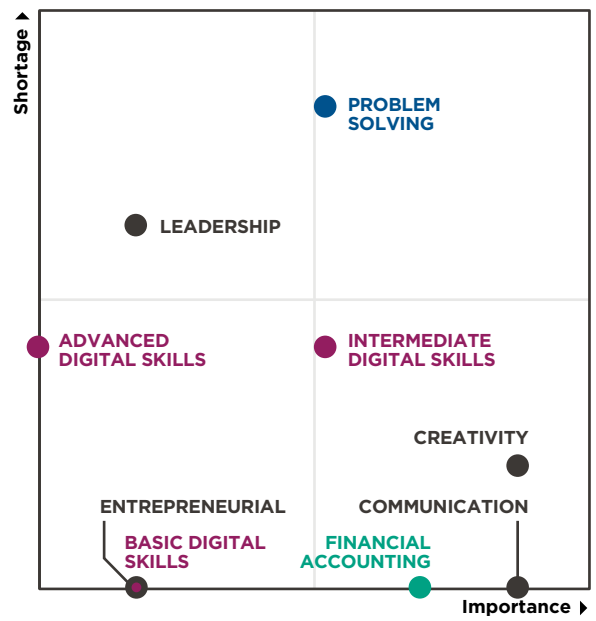 Shortage
PROBLEM
SOLVING
LEADERSHIP
ADVANCED
DIGITAL SKILLS
INTERMEDIATE
DIGITAL SKILLS
CREATIVITY
ENTREPRENEURIAL
COMMUNICATION
BASIC DIGITAL
SKILLS
FINANCIAL
ACCOUNTING
Importance